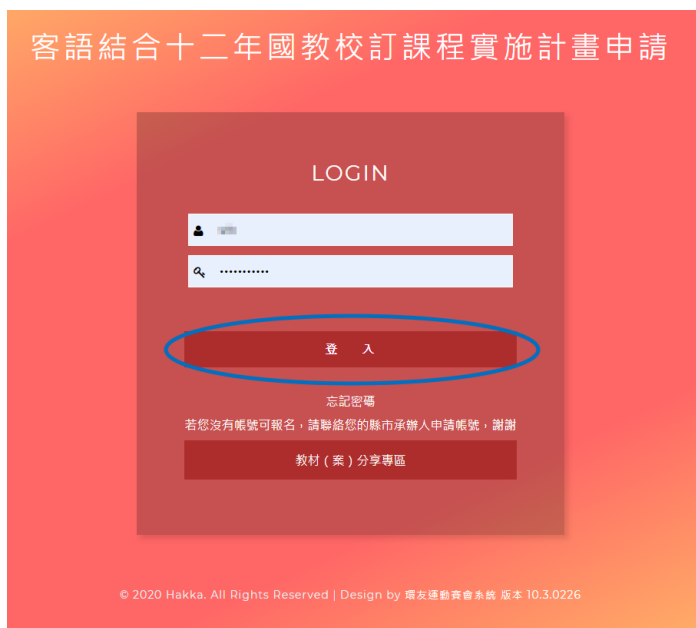 客語結合十二年國教校訂課程實施計畫申請
LOGIN
•••••••••••
登 入
忘記密碼
若您沒有帳號可報名，請聯絡您的縣市承辦人申請帳號，謝謝
教材 ( 案 ) 分享專區
© 2020 Hakka. All Rights Reserved | Design by 環友運動賽會系統 版本 10.3.0226